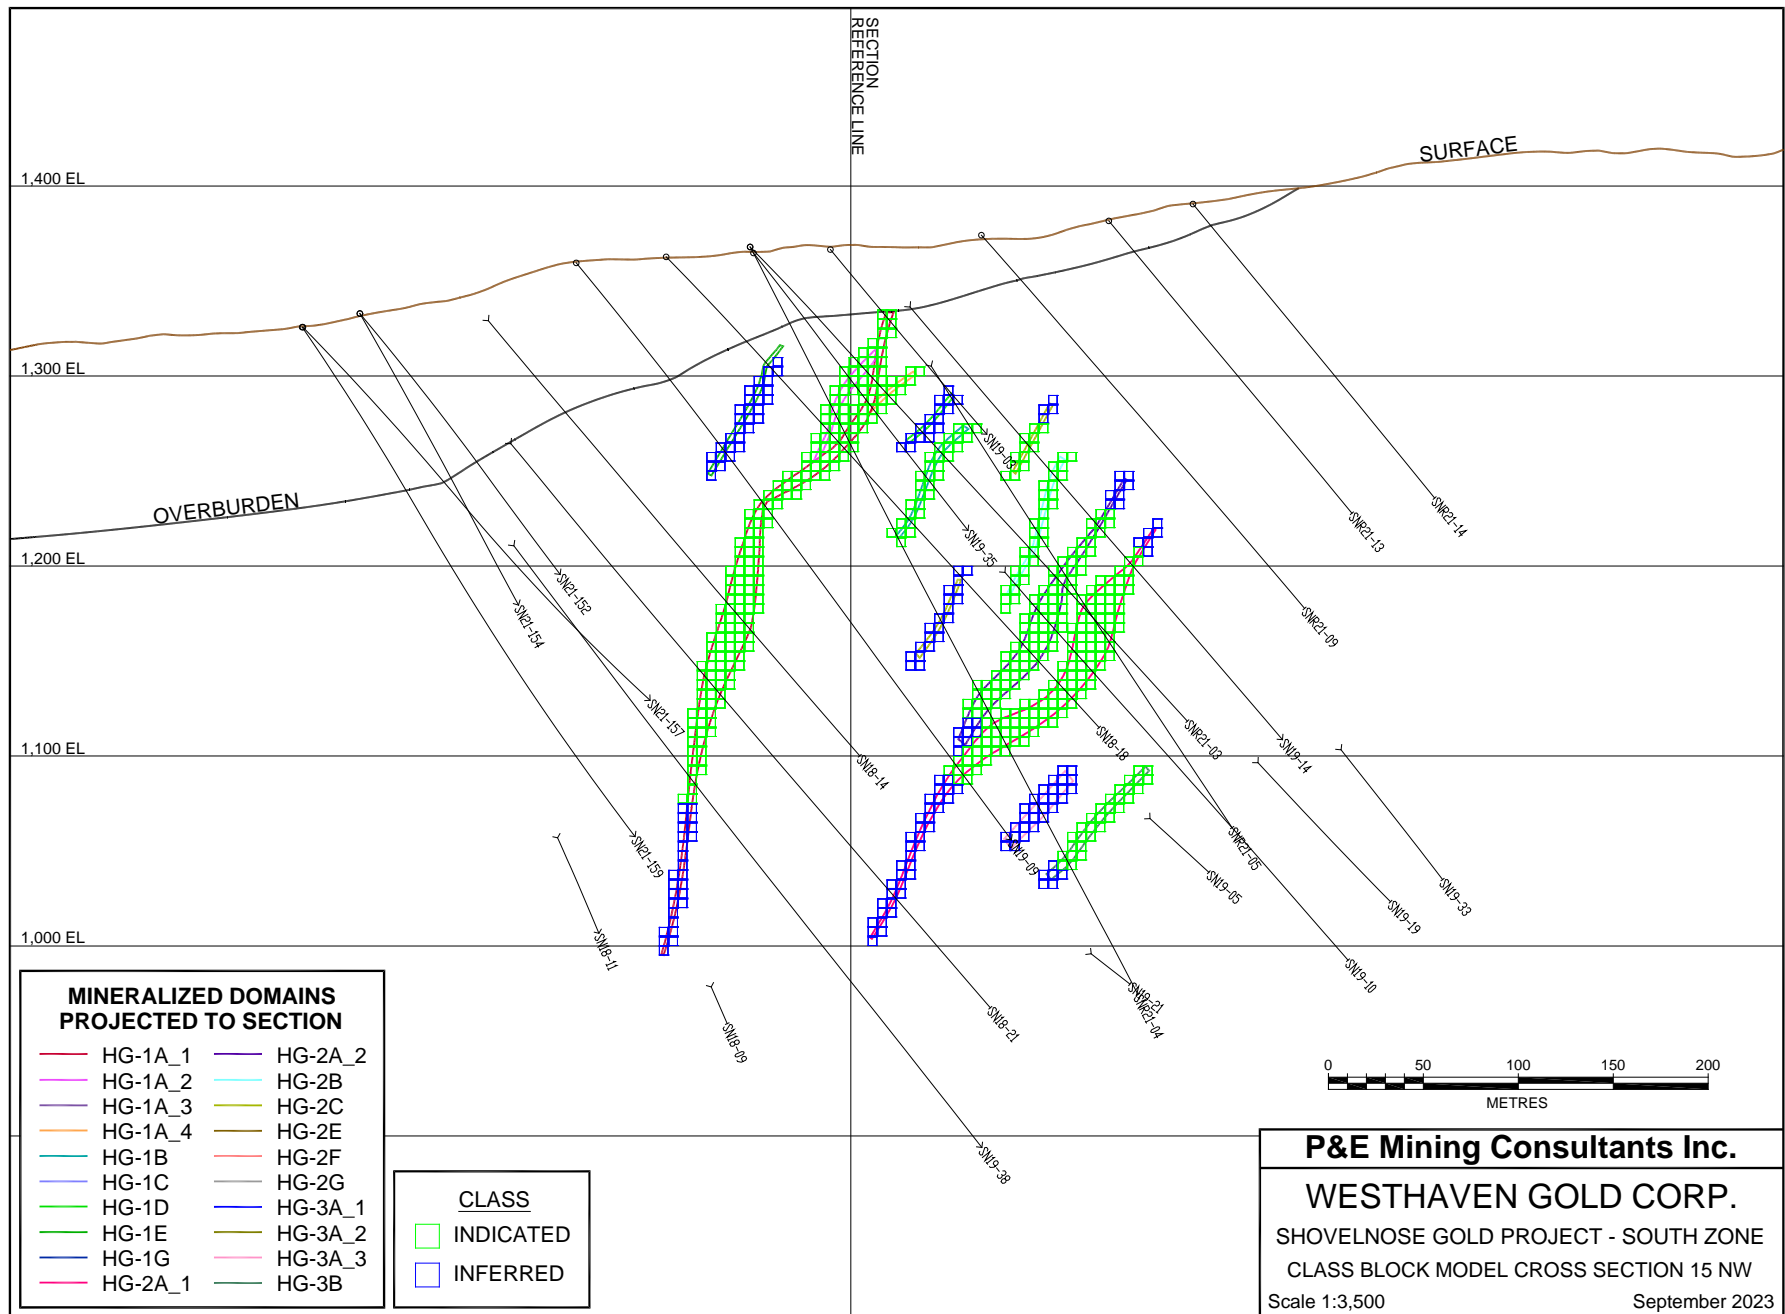 SECTION
REFERENCE LINE
SURFACE
1,400 EL
1,300 EL
OVERBURDEN
1,200 EL
1,100 EL
1,000 EL
SN19-03
SNR21-14
SNR21-13
SN19-35
SN21-152
SN21-154
SNR21-09
SN21-157
SNR21-03
SN18-18
SN19-14
SN18-14
SN21-159
SN19-09
SNR21-05
SN19-05
SN19-33
SN19-19
SN18-11
SN19-10
SN19-21
SNR21-04
SN18-21
SN18-09
SN19-38
MINERALIZED DOMAINS
PROJECTED TO SECTION
HG-1A_1 HG-2A_2
HG-1A_2 HG-2B
HG-1A_3 HG-2C
HG-1A_4 HG-2E
HG-1B HG-2F
HG-1C HG-2G
HG-1D HG-3A_1
HG-1E HG-3A_2
HG-1G HG-3A_3
HG-2A_1 HG-3B
CLASS
INDICATED
INFERRED
0 50 100 150 200
METRES
P&E Mining Consultants Inc.
WESTHAVEN GOLD CORP.
SHOVELNOSE GOLD PROJECT - SOUTH ZONE
CLASS BLOCK MODEL CROSS SECTION 15 NW
Scale 1:3,500 September 2023